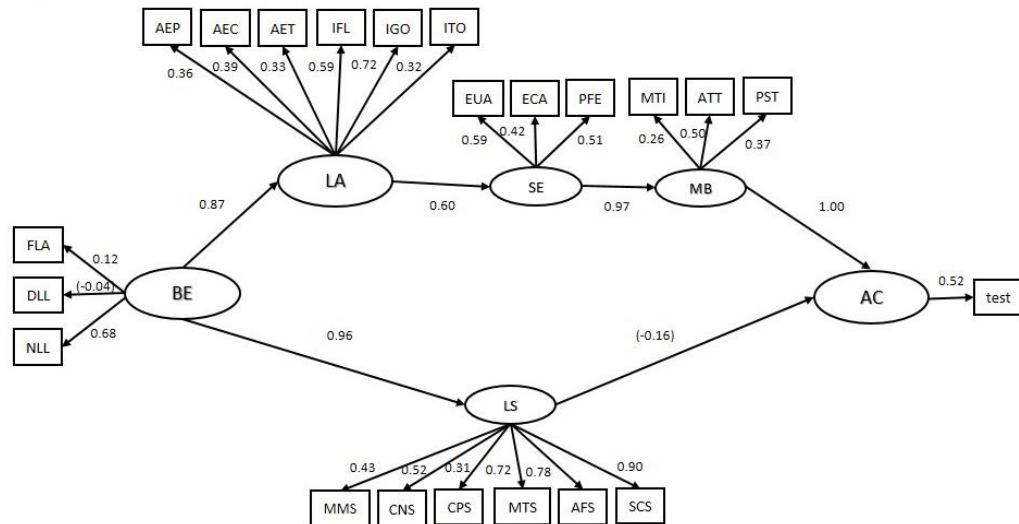 AEP AEC AET IFL IGO ITO
0.36 0.39 0.33 0.59 0.72 0.32
EUA ECA PFE MTI ATT PST
0.59 0.42 0.51 0.26 0.50 0.37
LA SE MB
0.87 0.60 0.97 1.00
FLA 0.12
DLL (-0.04) BE
NLL 0.68
AC 0.52 test
0.96 (-0.16)
LS
0.43 0.52 0.31 0.72 0.78 0.90
MMS CNS CPS MTS AFS SCS